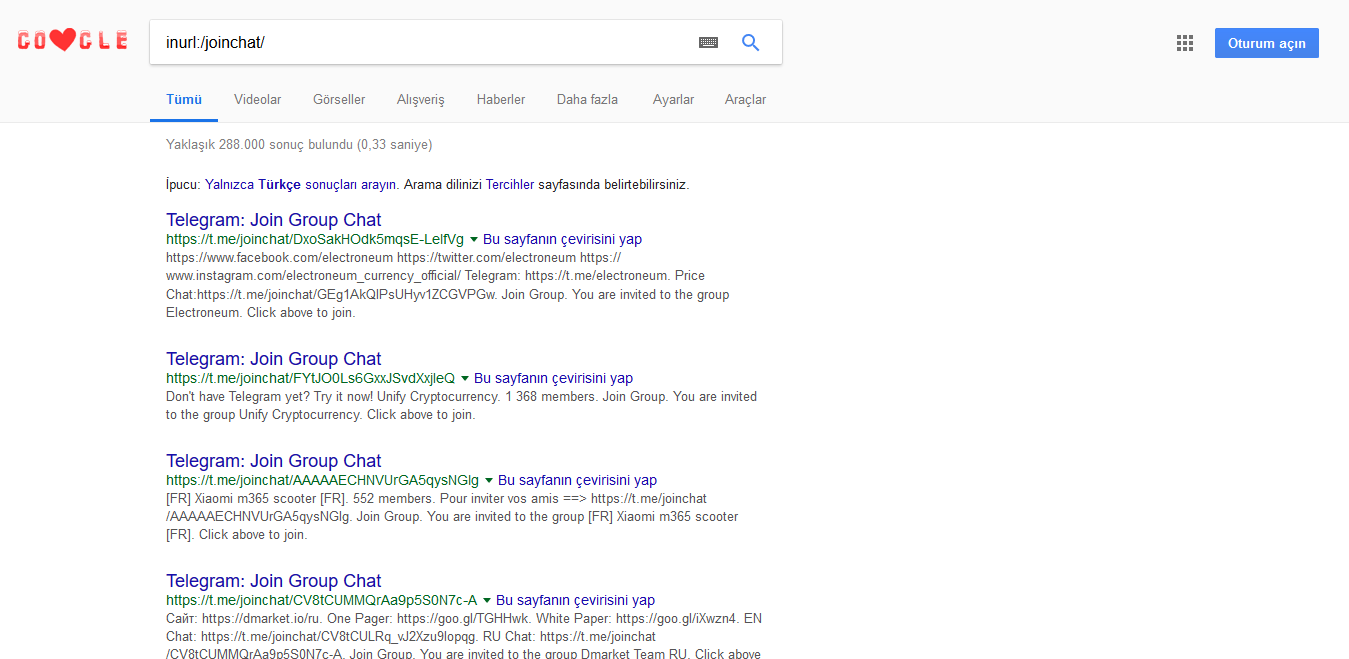 GO GLE
inurl:/joinchat/
Oturum açın
Tümü Videolar Görseller Alışveriş Haberler Daha fazla Ayarlar Araçlar
Yaklaşık 288.000 sonuç bulundu (0,33 saniye)
İpucu: Yalnızca Türkçe sonuçları arayın. Arama dilinizi Tercihler sayfasında belirtebilirsiniz.
Telegram: Join Group Chat
https://t.me/joinchat/DxoSakHOdk5mqsE-LelfVg Bu sayfanın çevirisini yap
https://www.facebook.com/electroneum https://twitter.com/electroneum https://
www.instagram.com/electroneum_currency_official/ Telegram: https://t.me/electroneum. Price
Chat:https://t.me/joinchat/GEg1AkQlPsUHyv1ZCGVPGw. Join Group. You are invited to the group
Electroneum. Click above to join.
Telegram: Join Group Chat
https://t.me/joinchat/FYtJO0Ls6GxxJSvdXxjleQ Bu sayfanın çevirisini yap
Don't have Telegram yet? Try it now! Unify Cryptocurrency. 1 368 members. Join Group. You are invited
to the group Unify Cryptocurrency. Click above to join.
Telegram: Join Group Chat
https://t.me/joinchat/AAAAAECHNVUrGA5qysNGlg Bu sayfanın çevirisini yap
[FR] Xiaomi m365 scooter [FR]. 552 members. Pour inviter vos amis ==> https://t.me/joinchat
/AAAAAECHNVUrGA5qysNGlg. Join Group. You are invited to the group [FR] Xiaomi m365 scooter
[FR]. Click above to join.
Telegram: Join Group Chat
https://t.me/joinchat/CV8tCUMMQrAa9p5S0N7c-A Bu sayfanın çevirisini yap
Сайт: https://dmarket.io/ru. One Pager: https://goo.gl/TGHHwk. White Paper: https://goo.gl/iXwzn4. EN
Chat: https://t.me/joinchat/CV8tCULRq_vJ2Xzu9lopqg. RU Chat: https://t.me/joinchat
/CV8tCUMMQrAa9p5S0N7c-A. Join Group. You are invited to the group Dmarket Team RU. Click above